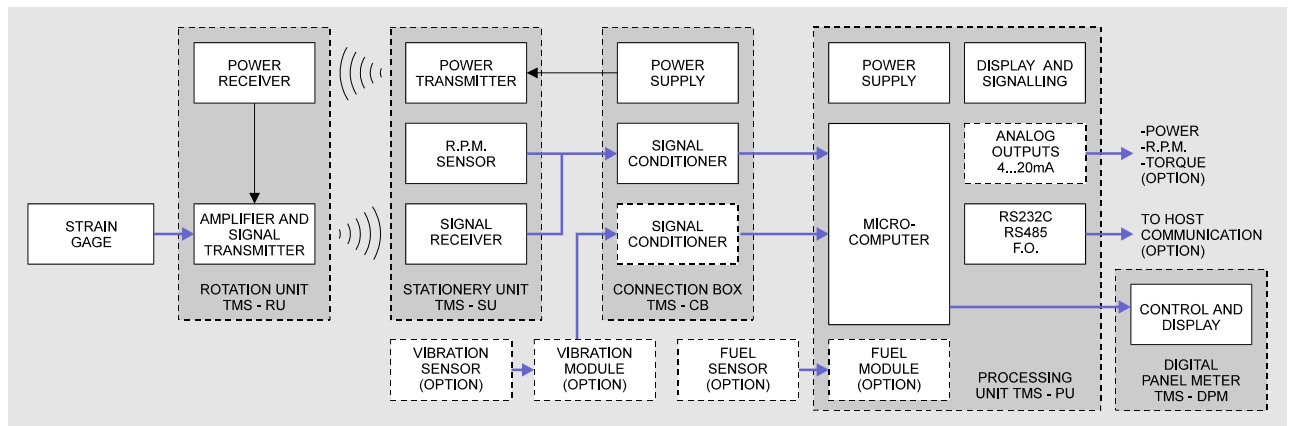 POWER
RECEIVER
POWER
TRANSMITTER
POWER
SUPPLY
POWER
SUPPLY
DISPLAY AND
SIGNALLING
R.P.M.
SENSOR
SIGNAL
CONDITIONER
ANALOG
OUTPUTS
4...20mA
-POWER
-R.P.M.
-TORQUE
(OPTION)
STRAIN
GAGE
AMPLIFIER AND
SIGNAL
TRANSMITTER
SIGNAL
RECEIVER
SIGNAL
CONDITIONER
MICRO-
COMPUTER
RS232C
RS485
F.O.
TO HOST
COMMUNICATION
(OPTION)
ROTATION UNIT
TMS - RU
STATIONERY UNIT
TMS - SU
CONNECTION BOX
TMS - CB
CONTROL AND
DISPLAY
VIBRATION
SENSOR
(OPTION)
VIBRATION
MODULE
(OPTION)
FUEL
SENSOR
(OPTION)
FUEL
MODULE
(OPTION)
PROCESSING
UNIT TMS - PU
DIGITAL
PANEL METER
TMS - DPM